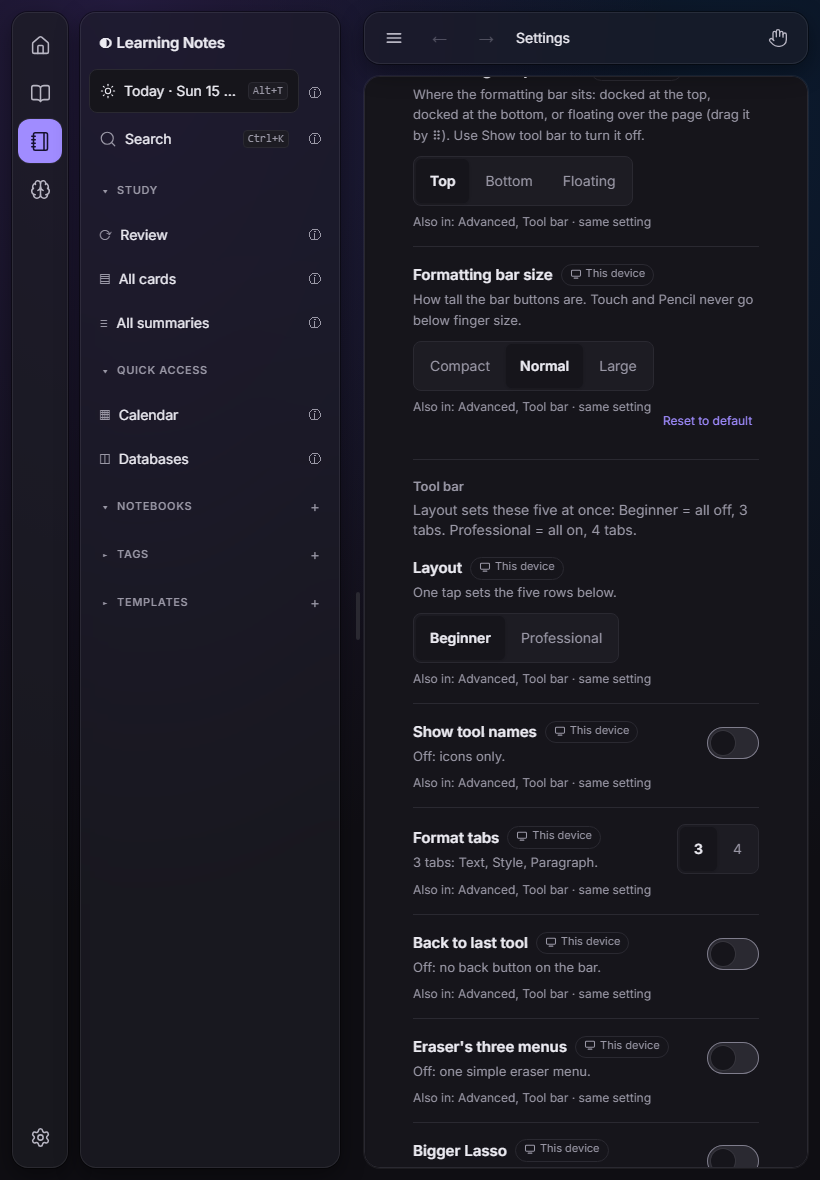 Learning Notes
Today · Sun 15 ...
Alt+T
Search
Ctrl+K
STUDY
Review
All cards
All summaries
QUICK ACCESS
Calendar
Databases
NOTEBOOKS
TAGS
TEMPLATES
Settings
Where the formatting bar sits: docked at the top,
docked at the bottom, or floating over the page (drag it
by ⠿). Use Show tool bar to turn it off.
Top Bottom Floating
Also in: Advanced, Tool bar · same setting
Formatting bar size This device
How tall the bar buttons are. Touch and Pencil never go
below finger size.
Compact Normal Large
Also in: Advanced, Tool bar · same setting
Reset to default
Tool bar
Layout sets these five at once: Beginner = all off, 3
tabs. Professional = all on, 4 tabs.
Layout This device
One tap sets the five rows below.
Beginner Professional
Also in: Advanced, Tool bar · same setting
Show tool names This device
Off: icons only.
Also in: Advanced, Tool bar · same setting
Format tabs This device
3 tabs: Text, Style, Paragraph.
3 4
Also in: Advanced, Tool bar · same setting
Back to last tool This device
Off: no back button on the bar.
Also in: Advanced, Tool bar · same setting
Eraser's three menus This device
Off: one simple eraser menu.
Also in: Advanced, Tool bar · same setting
Bigger Lasso This device